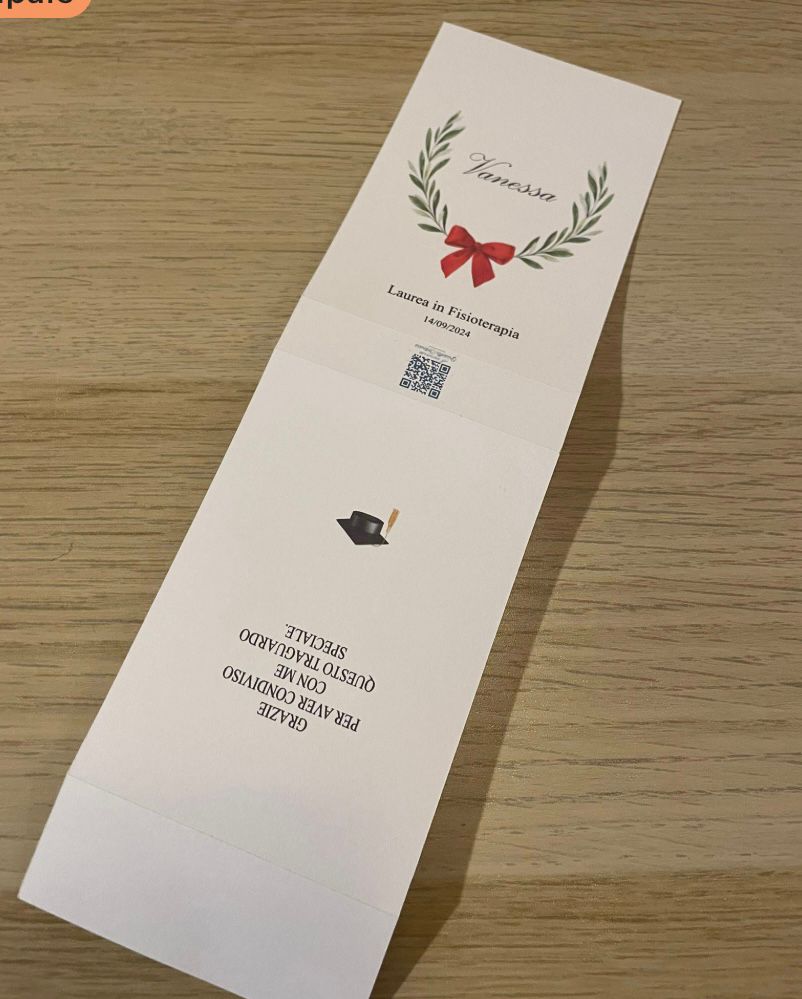 Vanessa
Laurea in Fisioterapia
14/09/2024
GRAZIE
PER AVER CONDIVISO
CON ME
QUESTO TRAGUARDO
SPECIALE.